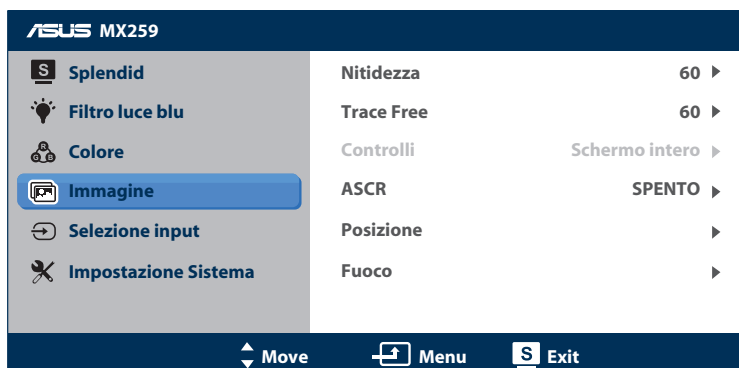 ASUS MX259
S Splendid
Filtro luce blu
R G B Colore
Immagine
Selezione input
Impostazione Sistema
Nitidezza 60
Trace Free 60
Controlli Schermo intero
ASCR SPENTO
Posizione
Fuoco
Move Menu S Exit